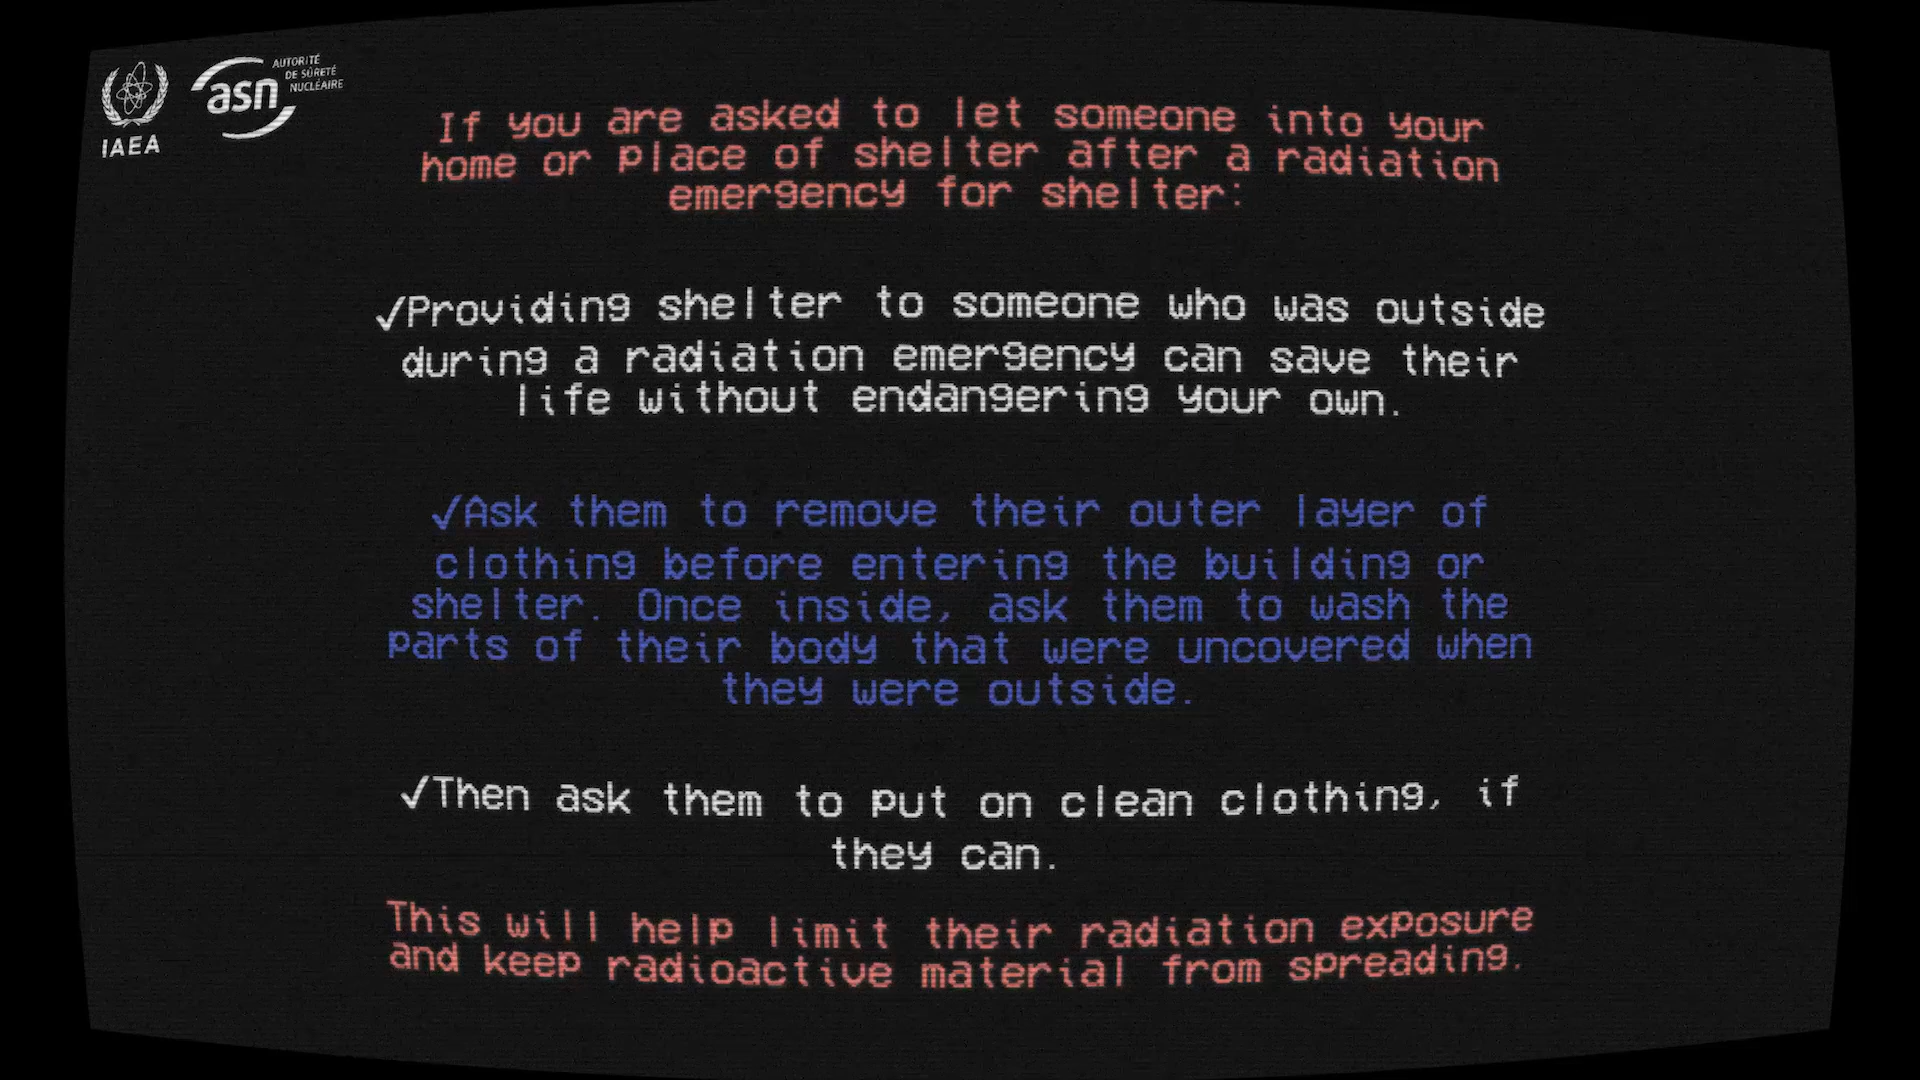 IAEA
asn
AUTORITÉ
DE SÛRETÉ
NUCLÉAIRE
If you are asked to let someone into your
home or place of shelter after a radiation
emergency for shelter:
✓Providing shelter to someone who was outside
during a radiation emergency can save their
life without endangering your own.
✓Ask them to remove their outer layer of
clothing before entering the building or
shelter. Once inside, ask them to wash the
parts of their body that were uncovered when
they were outside.
✓Then ask them to put on clean clothing, if
they can.
This will help limit their radiation exposure
and keep radioactive material from spreading.